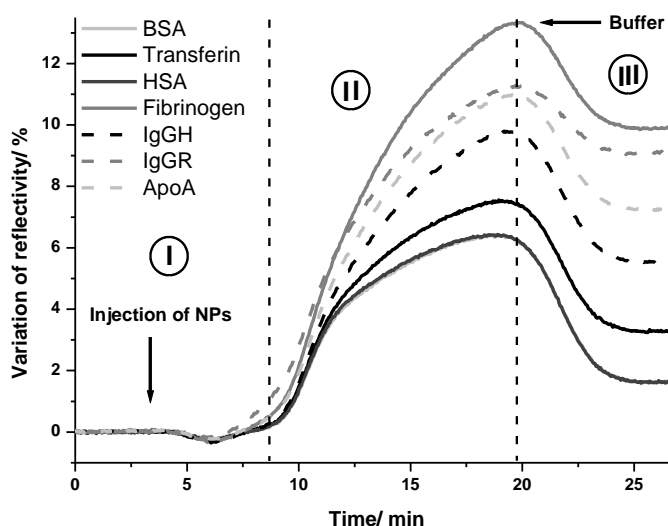 BSA
Transferin
HSA
Fibrinogen
IgGH
IgGR
ApoA
Buffer
I
II
III
Injection of NPs
Variation of reflectivity/ %
12
10
8
6
4
2
0
0 5 10 15 20 25
Time/ min